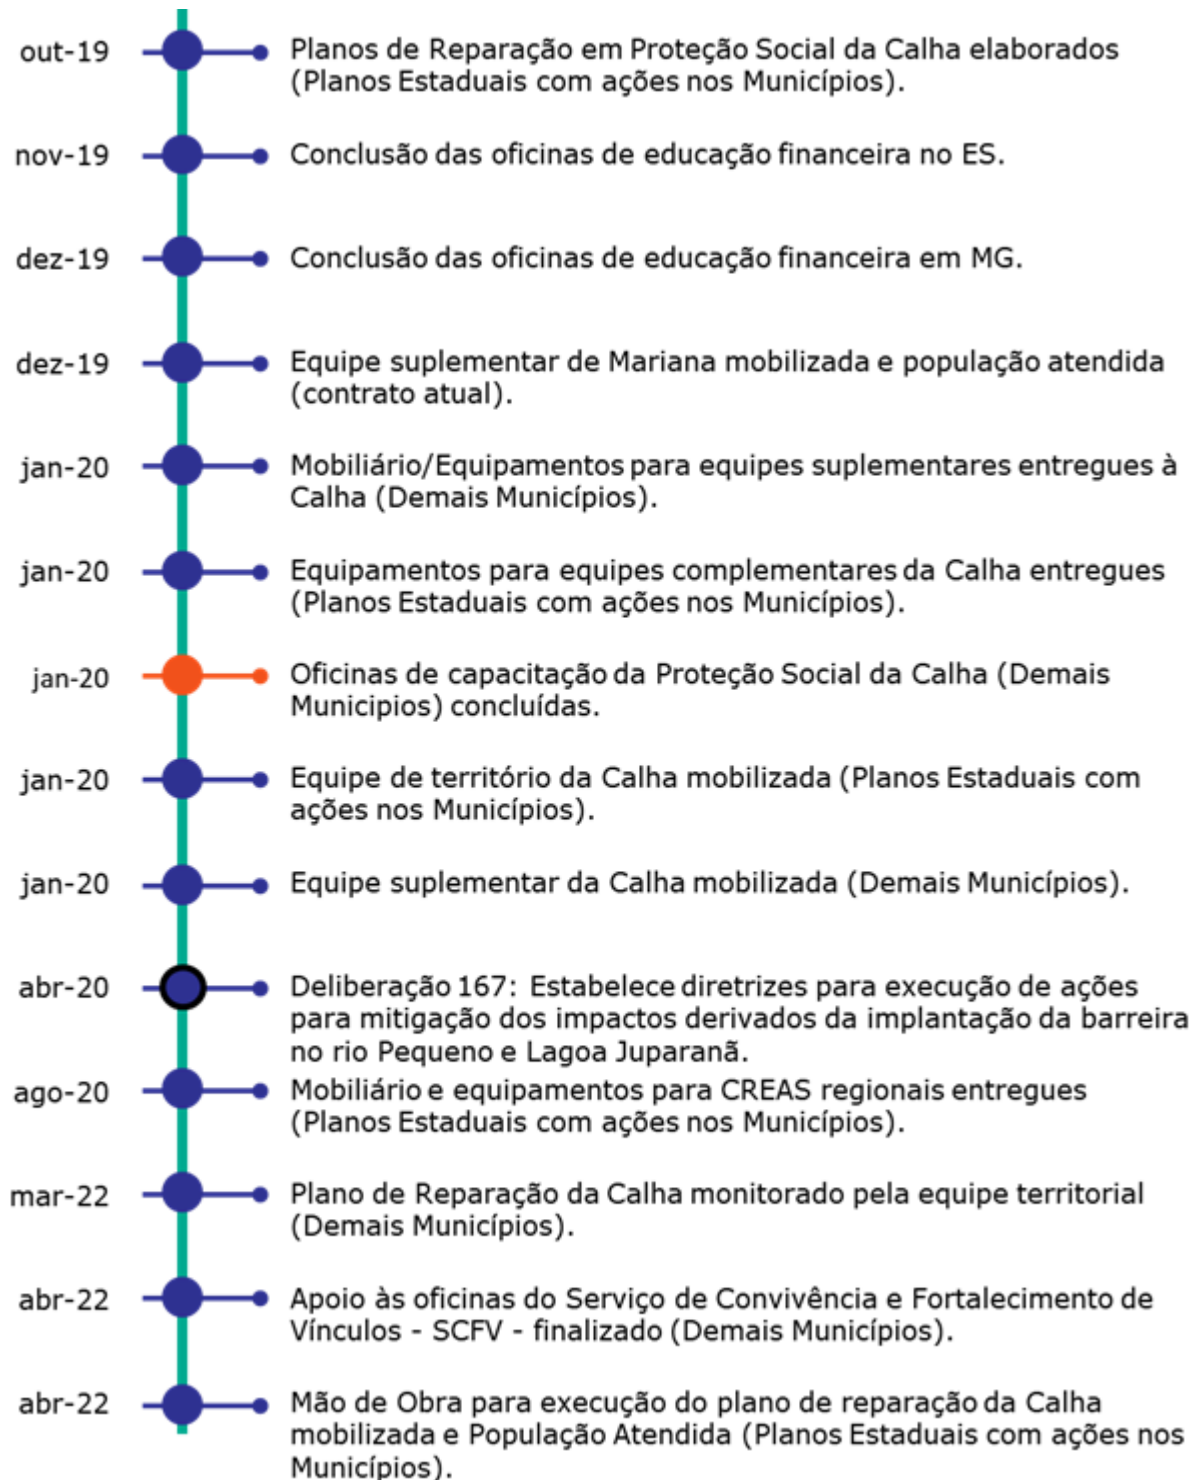 out-19
Planos de Reparação em Proteção Social da Calha elaborados
(Planos Estaduais com ações nos Municípios).
nov-19
Conclusão das oficinas de educação financeira no ES.
dez-19
Conclusão das oficinas de educação financeira em MG.
dez-19
Equipe suplementar de Mariana mobilizada e população atendida
(contrato atual).
jan-20
Mobiliário/Equipamentos para equipes suplementares entregues à
Calha (Demais Municípios).
jan-20
Equipamentos para equipes complementares da Calha entregues
(Planos Estaduais com ações nos Municípios).
jan-20
Oficinas de capacitação da Proteção Social da Calha (Demais
Municipios) concluídas.
jan-20
Equipe de território da Calha mobilizada (Planos Estaduais com
ações nos Municípios).
jan-20
Equipe suplementar da Calha mobilizada (Demais Municípios).
abr-20
Deliberação 167: Estabelece diretrizes para execução de ações
para mitigação dos impactos derivados da implantação da barreira
no rio Pequeno e Lagoa Juparanã.
ago-20
Mobiliário e equipamentos para CREAS regionais entregues
(Planos Estaduais com ações nos Municípios).
mar-22
Plano de Reparação da Calha monitorado pela equipe territorial
(Demais Municípios).
abr-22
Apoio às oficinas do Serviço de Convivência e Fortalecimento de
Vínculos - SCFV - finalizado (Demais Municípios).
abr-22
Mão de Obra para execução do plano de reparação da Calha
mobilizada e População Atendida (Planos Estaduais com ações nos
Municípios).